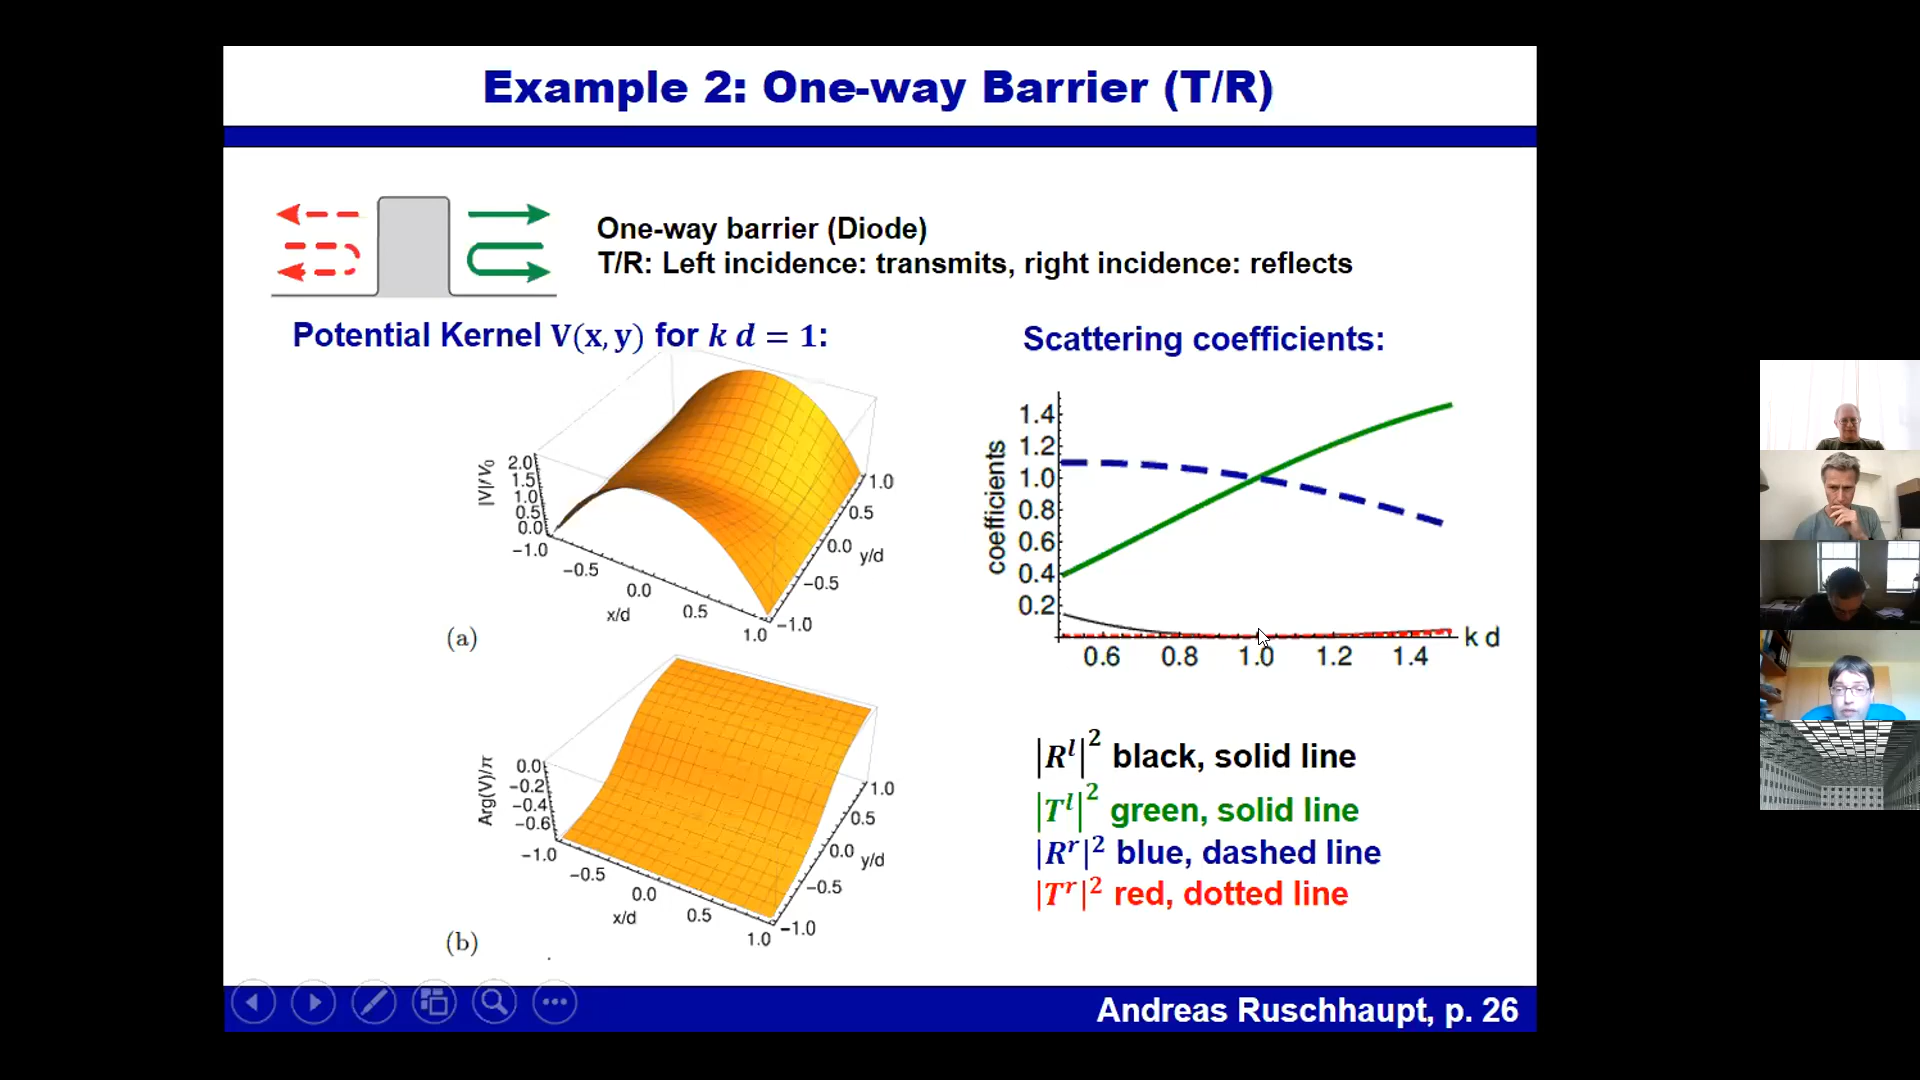 Example 2: One-way Barrier (T/R)
One-way barrier (Diode)
T/R: Left incidence: transmits, right incidence: reflects
Potential Kernel V(x, y) for k d = 1:
Scattering coefficients:
|V|/V₀
2.0
1.5
1.0
0.5
0.0
−1.0
−0.5
0.0
0.5
1.0
x/d
−1.0
−0.5
0.0
0.5
1.0
y/d
(a)
Arg(V)/π
0.0
−0.2
−0.4
−0.6
−1.0
−0.5
0.0
0.5
1.0
x/d
−1.0
−0.5
0.0
0.5
1.0
y/d
(b)
coefficients
1.4
1.2
1.0
0.8
0.6
0.4
0.2
0.6 0.8 1.0 1.2 1.4
k d
|Rˡ|² black, solid line
|Tˡ|² green, solid line
|Rʳ|² blue, dashed line
|Tʳ|² red, dotted line
Andreas Ruschhaupt, p. 26